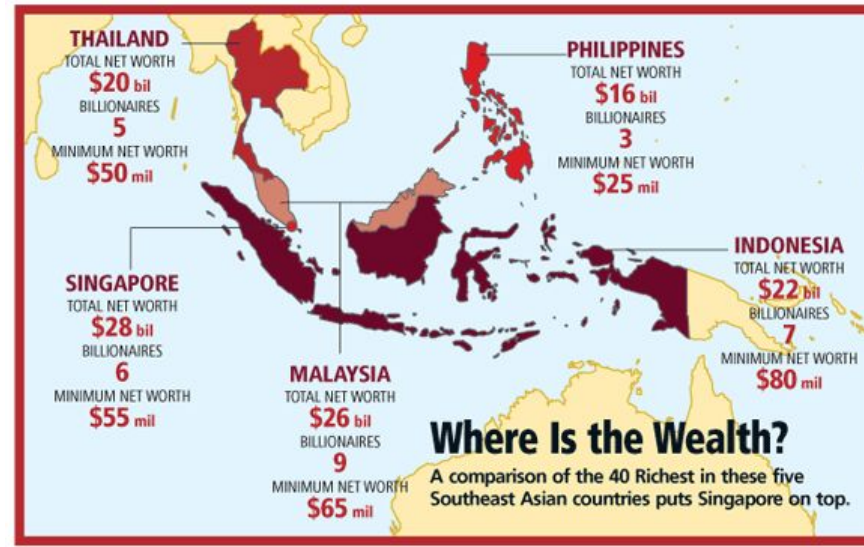 THAILAND
TOTAL NET WORTH
$20 bil
BILLIONAIRES
5
MINIMUM NET WORTH
$50 mil
PHILIPPINES
TOTAL NET WORTH
$16 bil
BILLIONAIRES
3
MINIMUM NET WORTH
$25 mil
SINGAPORE
TOTAL NET WORTH
$28 bil
BILLIONAIRES
6
MINIMUM NET WORTH
$55 mil
MALAYSIA
TOTAL NET WORTH
$26 bil
BILLIONAIRES
9
MINIMUM NET WORTH
$65 mil
INDONESIA
TOTAL NET WORTH
$22 bil
BILLIONAIRES
7
MINIMUM NET WORTH
$80 mil
Where Is the Wealth?
A comparison of the 40 Richest in these five
Southeast Asian countries puts Singapore on top.